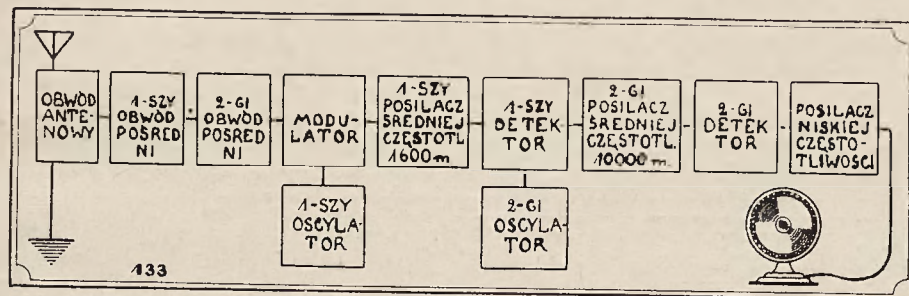 OBWÓD
ANTE-
NOWY
1-SZY
OBWÓD
POŚRED
NI
2-GI
OBWÓD
POŚRED
NI
MODU-
LATOR
1-SZY
POSILACZ
ŚREDNIEJ
CZĘSTOTL.
1600 m
1-SZY
DETEK
TOR
2-GI
POSILACZ
ŚREDNIEJ
CZĘSTOTL.
10000 m.
2-GI
DETEK
TOR
POSILACZ
NISKIEJ
CZĘSTO-
TLIWOŚCI
1-SZY
OSCYLA-
TOR
2-GI
OSCYLA-
TOR
133